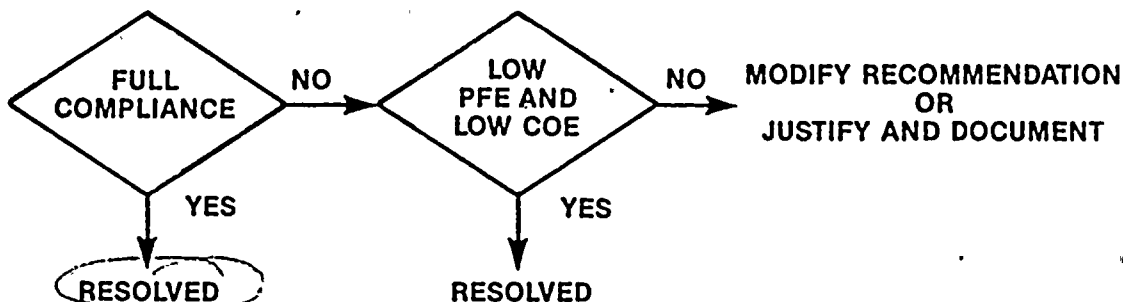 FULL
COMPLIANCE
NO
LOW
PFE AND
LOW COE
NO
MODIFY RECOMMENDATION
OR
JUSTIFY AND DOCUMENT
YES
RESOLVED
YES
RESOLVED